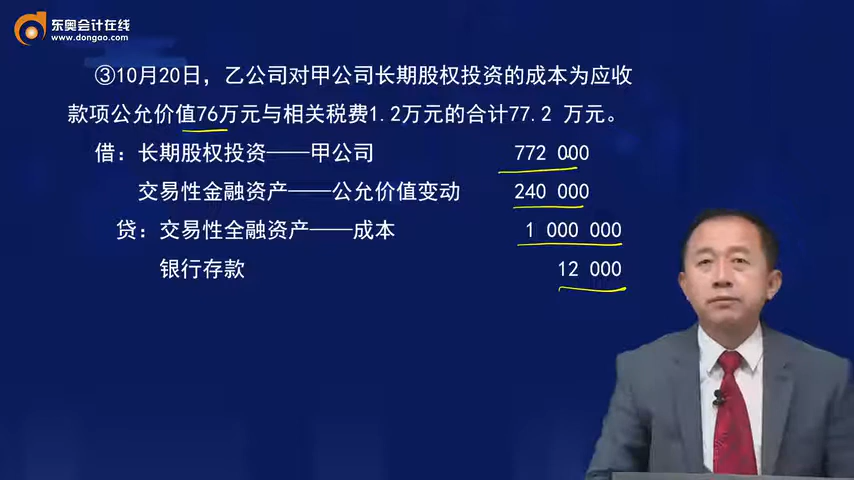 东奥会计在线
www.dongao.com
③10月20日，乙公司对甲公司长期股权投资的成本为应收
款项公允价值76万元与相关税费1.2万元的合计77.2 万元。
借：长期股权投资——甲公司 772 000
交易性金融资产——公允价值变动 240 000
贷：交易性全融资产——成本 1 000 000
银行存款 12 000